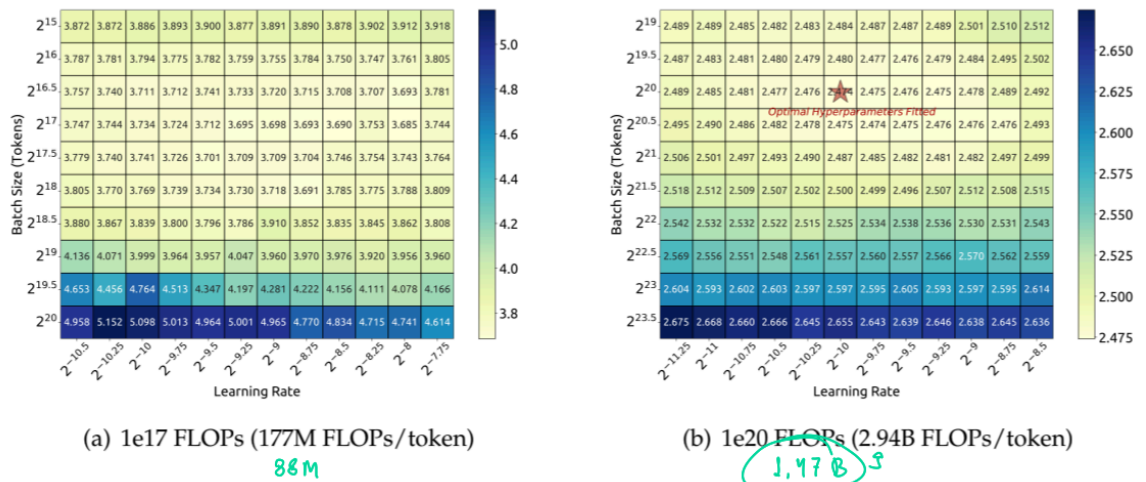 2^15 3.872 3.872 3.886 3.893 3.900 3.877 3.891 3.878 3.902 3.888 3.912 3.918
2^16 3.787 3.781 3.794 3.775 3.782 3.759 3.755 3.784 3.750 3.747 3.761 3.805
2^16.5 3.757 3.740 3.711 3.712 3.741 3.733 3.720 3.715 3.708 3.707 3.693 3.781
2^17 3.747 3.744 3.734 3.724 3.712 3.695 3.698 3.693 3.690 3.753 3.685 3.744
2^17.5 3.779 3.740 3.741 3.726 3.701 3.709 3.709 3.704 3.746 3.754 3.743 3.764
2^18 3.805 3.770 3.769 3.739 3.734 3.730 3.718 3.691 3.785 3.775 3.788 3.809
2^18.5 3.880 3.867 3.839 3.800 3.796 3.786 3.910 3.852 3.835 3.845 3.862 3.808
2^19 4.136 4.071 3.999 3.964 3.957 4.047 3.960 3.970 3.976 3.920 3.956 3.960
2^19.5 4.653 4.456 4.764 4.513 4.347 4.197 4.281 4.222 4.156 4.111 4.078 4.166
2^20 4.958 5.152 5.098 5.013 4.964 5.001 4.965 4.770 4.834 4.715 4.741 4.614
2^-10.5 2^-10.25 2^-10 2^-9.75 2^-9.5 2^-9.25 2^-9 2^-8.75 2^-8.5 2^-8.25 2^-8 2^-7.75
Batch Size (Tokens)
Learning Rate
5.0
4.8
4.6
4.4
4.2
4.0
3.8
(a) 1e17 FLOPs (177M FLOPs/token)
88M
2^19 2.489 2.489 2.485 2.483 2.484 2.486 2.487 2.489 2.501 2.510 2.512
2^19.5 2.487 2.483 2.481 2.479 2.480 2.477 2.476 2.479 2.484 2.495 2.502
2^20 2.489 2.485 2.481 2.477 2.476 2.474 2.476 2.475 2.475 2.478 2.489 2.492
Optimal Hyperparameters Fitted
2^20.5 2.495 2.490 2.486 2.482 2.478 2.475 2.474 2.475 2.476 2.476 2.476 2.493
2^21 2.506 2.501 2.497 2.493 2.490 2.487 2.485 2.482 2.481 2.482 2.486 2.499
2^21.5 2.518 2.512 2.509 2.507 2.502 2.500 2.499 2.496 2.507 2.512 2.508 2.515
2^22 2.542 2.532 2.532 2.522 2.515 2.525 2.534 2.538 2.536 2.530 2.531 2.543
2^22.5 2.569 2.556 2.551 2.548 2.561 2.557 2.560 2.557 2.566 2.570 2.562 2.559
2^23 2.604 2.593 2.602 2.603 2.597 2.597 2.595 2.605 2.593 2.597 2.595 2.614
2^23.5 2.675 2.668 2.660 2.666 2.645 2.655 2.643 2.639 2.646 2.638 2.645 2.636
2^-11.25 2^-11 2^-10.75 2^-10.5 2^-10.25 2^-10 2^-9.75 2^-9.5 2^-9.25 2^-9 2^-8.75 2^-8.5
Batch Size (Tokens)
Learning Rate
2.650
2.625
2.600
2.575
2.550
2.525
2.500
2.475
(b) 1e20 FLOPs (2.94B FLOPs/token)
1,47 B